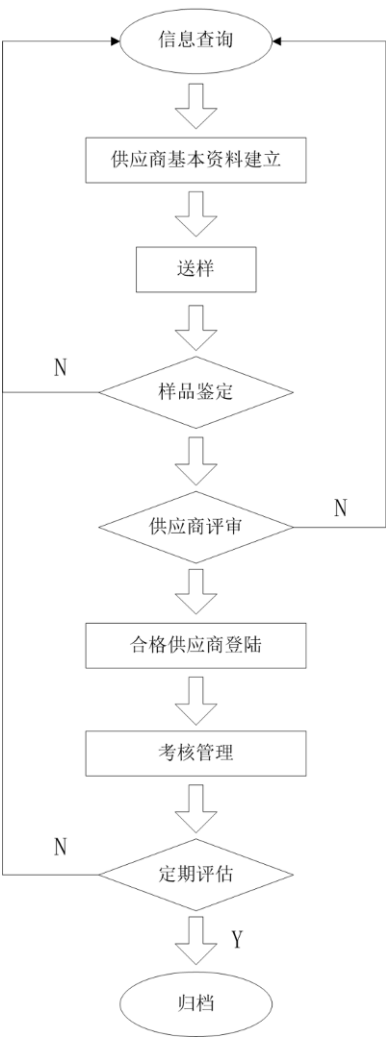 信息查询
供应商基本资料建立
送样
N
样品鉴定
供应商评审
N
合格供应商登陆
考核管理
N
定期评估
Y
归档